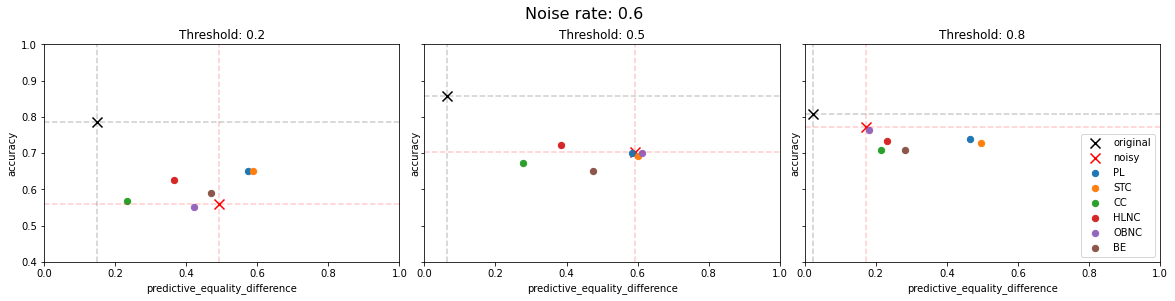 Noise rate: 0.6
Threshold: 0.2
Threshold: 0.5
Threshold: 0.8
1.0
0.9
0.8
0.7
0.6
0.5
0.4
accuracy
accuracy
accuracy
original
noisy
PL
STC
CC
HLNC
OBNC
BE
0.0 0.2 0.4 0.6 0.8 1.0
0.0 0.2 0.4 0.6 0.8 1.0
0.0 0.2 0.4 0.6 0.8 1.0
predictive_equality_difference
predictive_equality_difference
predictive_equality_difference